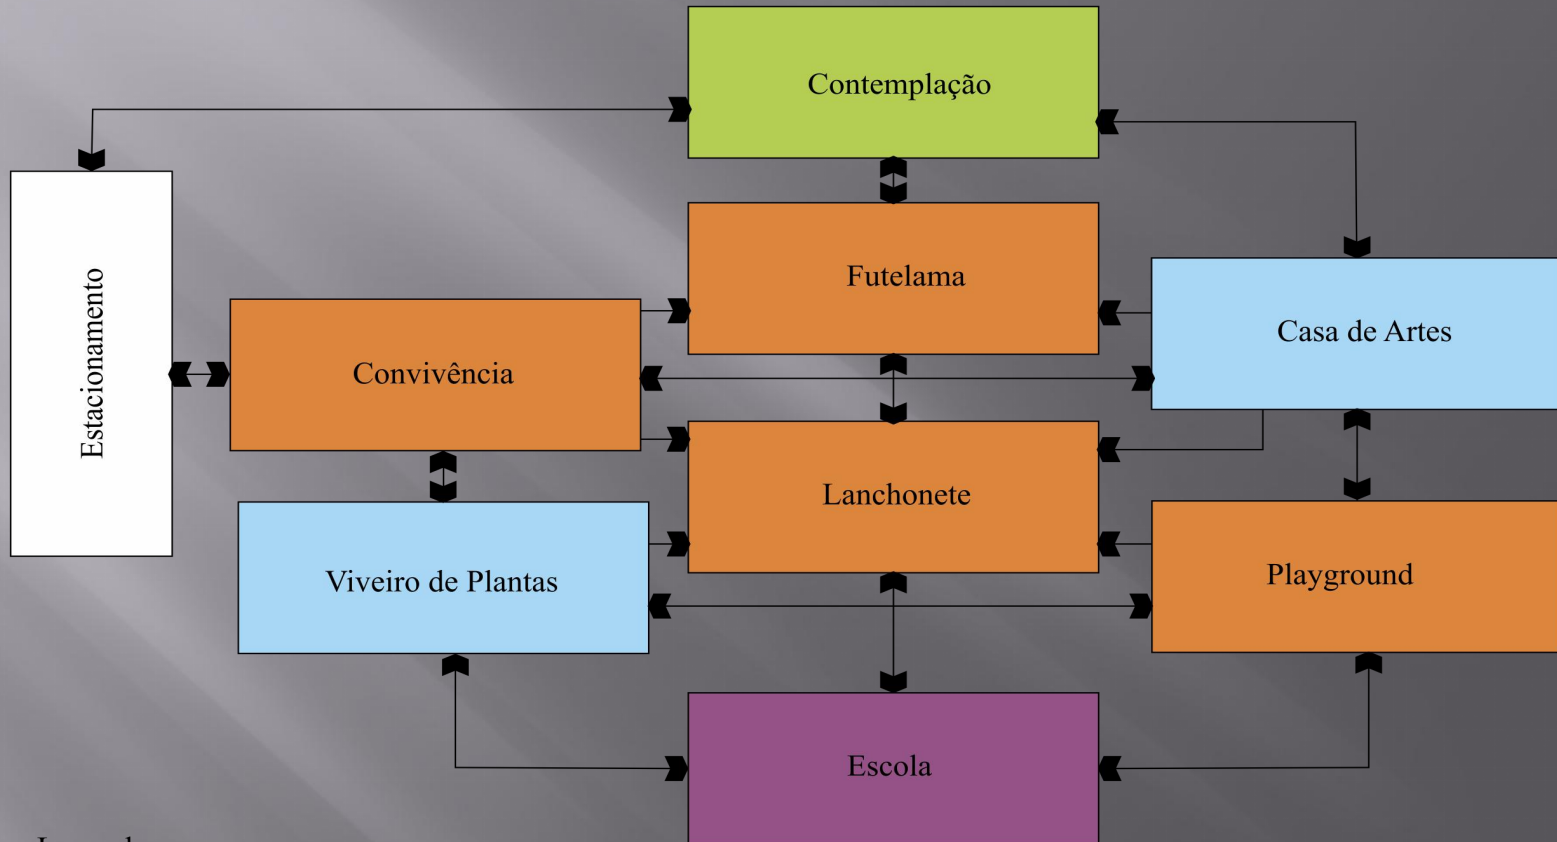 Contemplação
Futelama
Casa de Artes
Estacionamento
Convivência
Lanchonete
Viveiro de Plantas
Playground
Escola